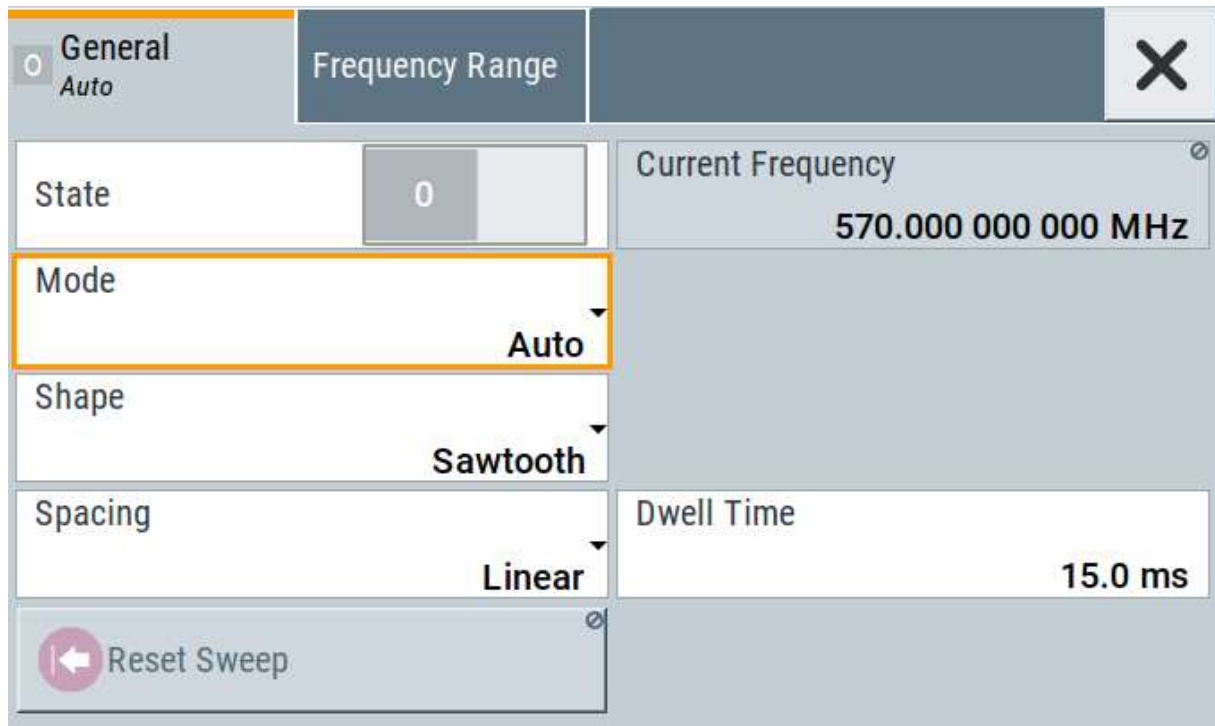 0 General
Auto
Frequency Range
State
0
Current Frequency
570.000 000 000 MHz
Mode
Auto
Shape
Sawtooth
Spacing
Linear
Dwell Time
15.0 ms
Reset Sweep